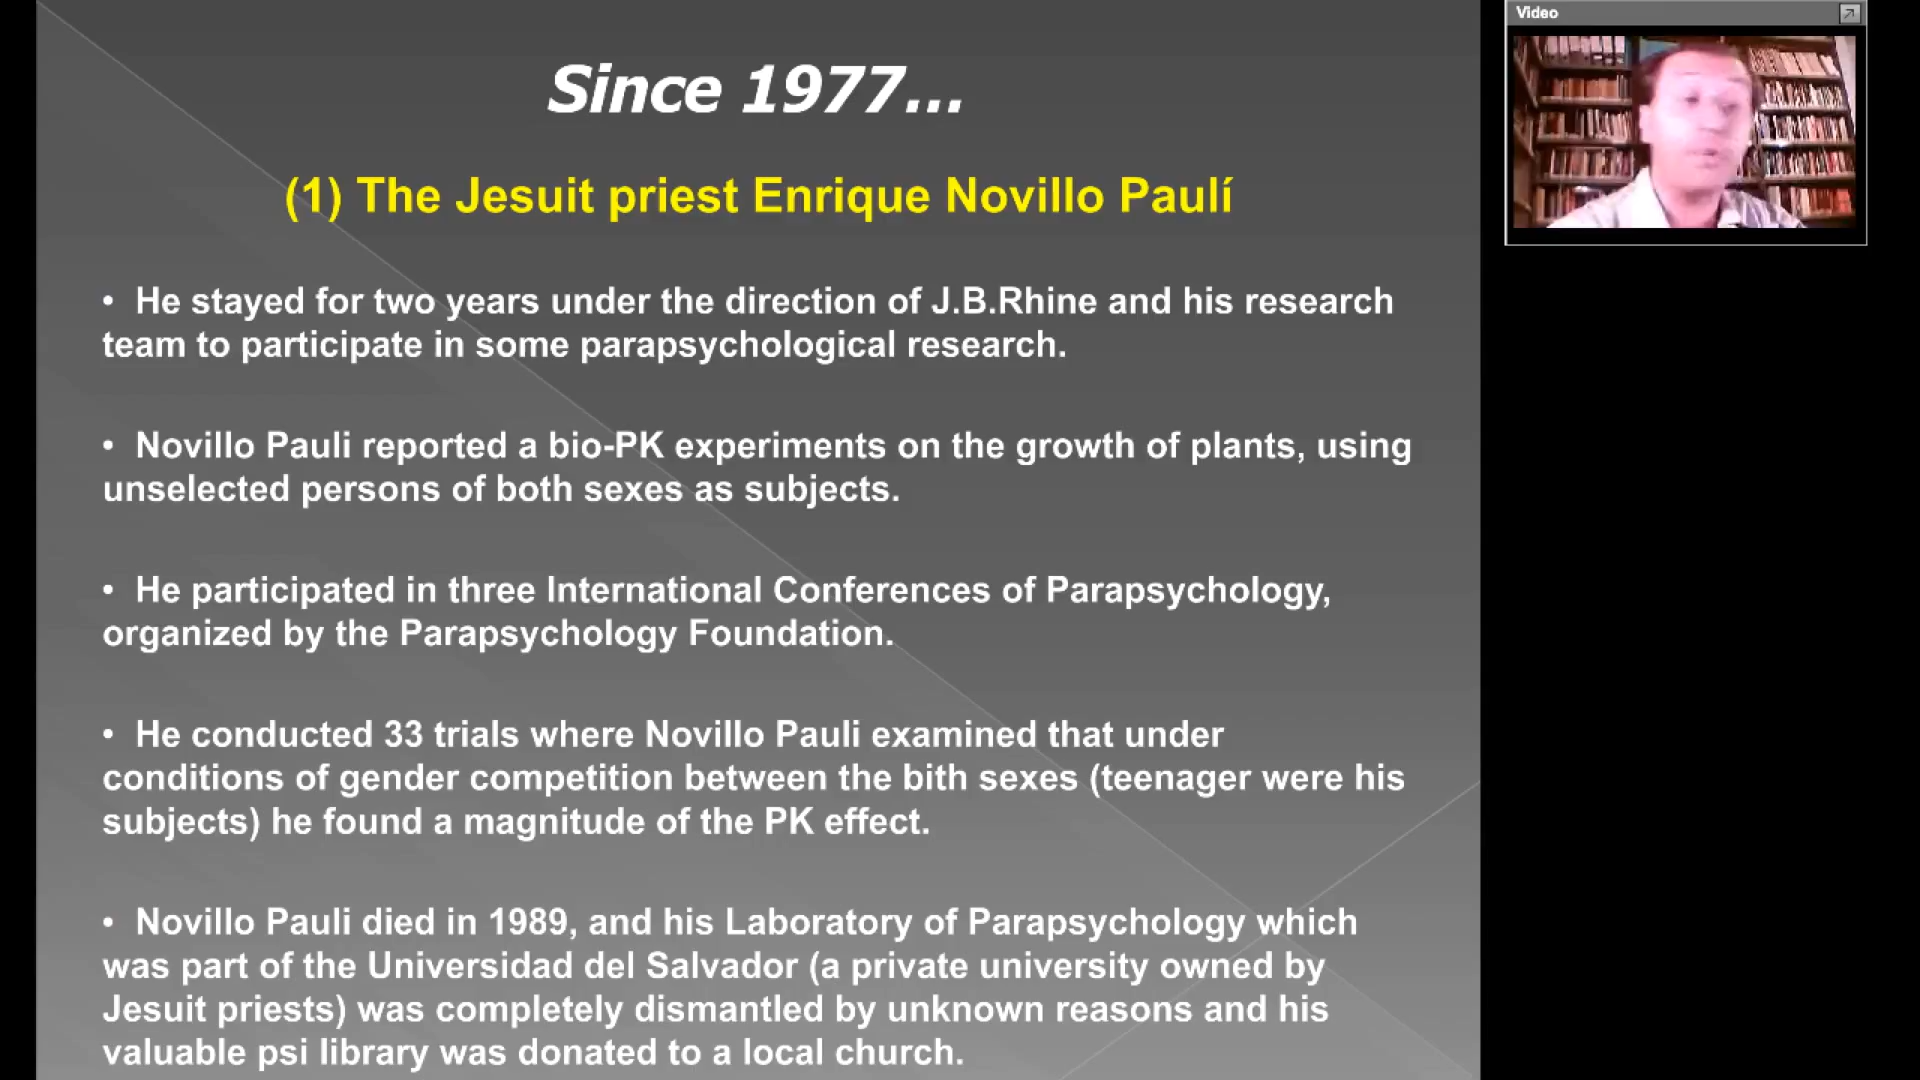 Since 1977...
(1) The Jesuit priest Enrique Novillo Paulí
• He stayed for two years under the direction of J.B.Rhine and his research
team to participate in some parapsychological research.
• Novillo Pauli reported a bio-PK experiments on the growth of plants, using
unselected persons of both sexes as subjects.
• He participated in three International Conferences of Parapsychology,
organized by the Parapsychology Foundation.
• He conducted 33 trials where Novillo Pauli examined that under
conditions of gender competition between the bith sexes (teenager were his
subjects) he found a magnitude of the PK effect.
• Novillo Pauli died in 1989, and his Laboratory of Parapsychology which
was part of the Universidad del Salvador (a private university owned by
Jesuit priests) was completely dismantled by unknown reasons and his
valuable psi library was donated to a local church.
Video